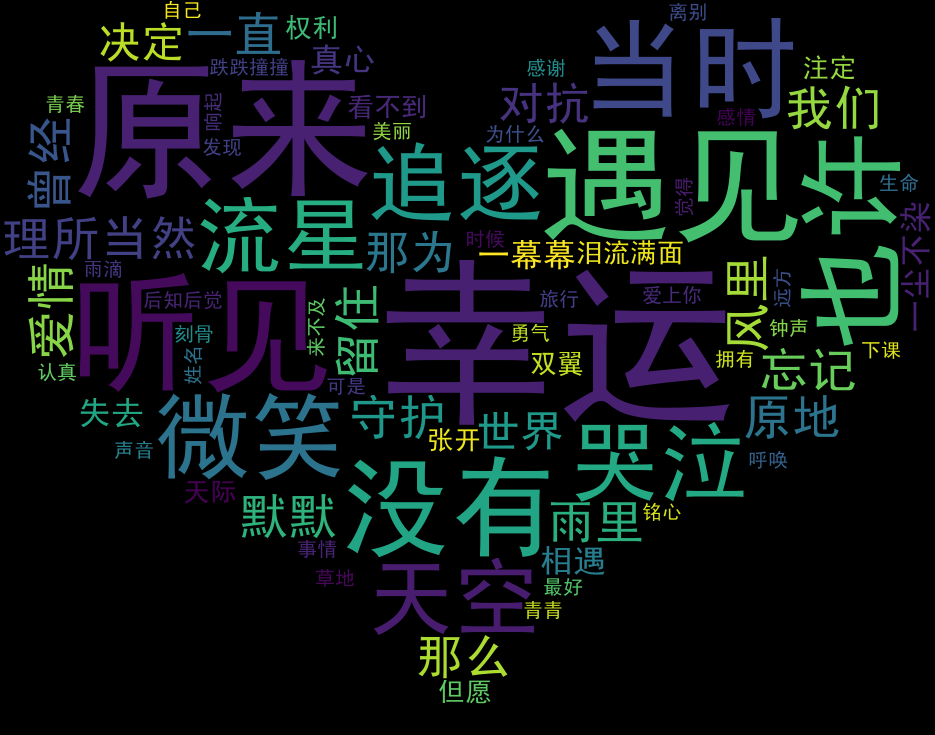 自己
离别
决定
一直
权利
真心
当时
跌跌撞撞
感谢
注定
原来
看不到
对抗
我们
青春
响起
美丽
为什么
感情
曾经
发现
追逐
遇见
也许
觉得
生命
理所当然
流星
那为
时候
一幕幕
泪流满面
一尘不染
雨滴
听见
后知后觉
幸运
旅行
爱上你
风里
远方
爱情
刻骨
来不及
留住
勇气
钟声
认真
姓名
可是
双翼
拥有
忘记
下课
失去
微笑
守护
张开
世界
哭泣
原地
声音
呼唤
天际
默默
没有
雨里
铭心
事情
相遇
草地
天空
最好
青青
那么
但愿